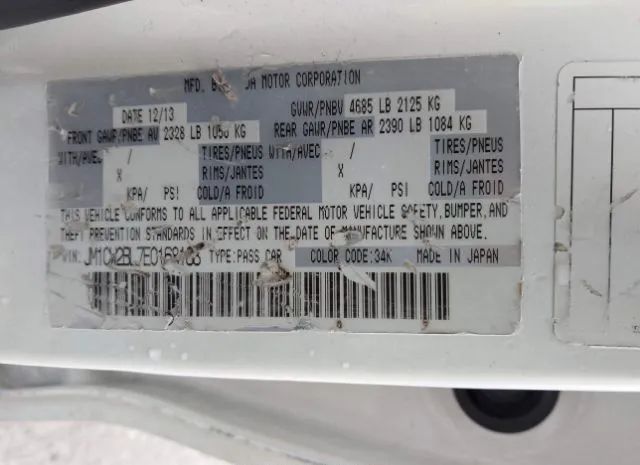 MFD. BY MAZDA MOTOR CORPORATION
DATE 12/13 GVWR/PNBV 4685 LB 2125 KG
FRONT GAWR/PNBE AV 2328 LB 1056 KG REAR GAWR/PNBE AR 2390 LB 1084 KG
WITH/AVEC / TIRES/PNEUS WITH/AVEC / TIRES/PNEUS
X RIMS/JANTES X RIMS/JANTES
KPA/ PSI COLD/A FROID KPA/ PSI COLD/A FROID
THIS VEHICLE CONFORMS TO ALL APPLICABLE FEDERAL MOTOR VEHICLE SAFETY, BUMPER, AND
THEFT PREVENTION STANDARDS IN EFFECT ON THE DATE OF MANUFACTURE SHOWN ABOVE.
VIN: TYPE:PASS CAR COLOR CODE:34K MADE IN JAPAN